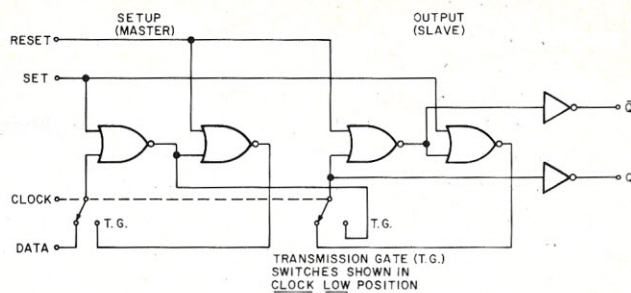 SETUP
(MASTER)
OUTPUT
(SLAVE)
RESET
SET
Q̄
Q
CLOCK
T.G.
T.G.
DATA
TRANSMISSION GATE (T.G.)
SWITCHES SHOWN IN
CLOCK LOW POSITION